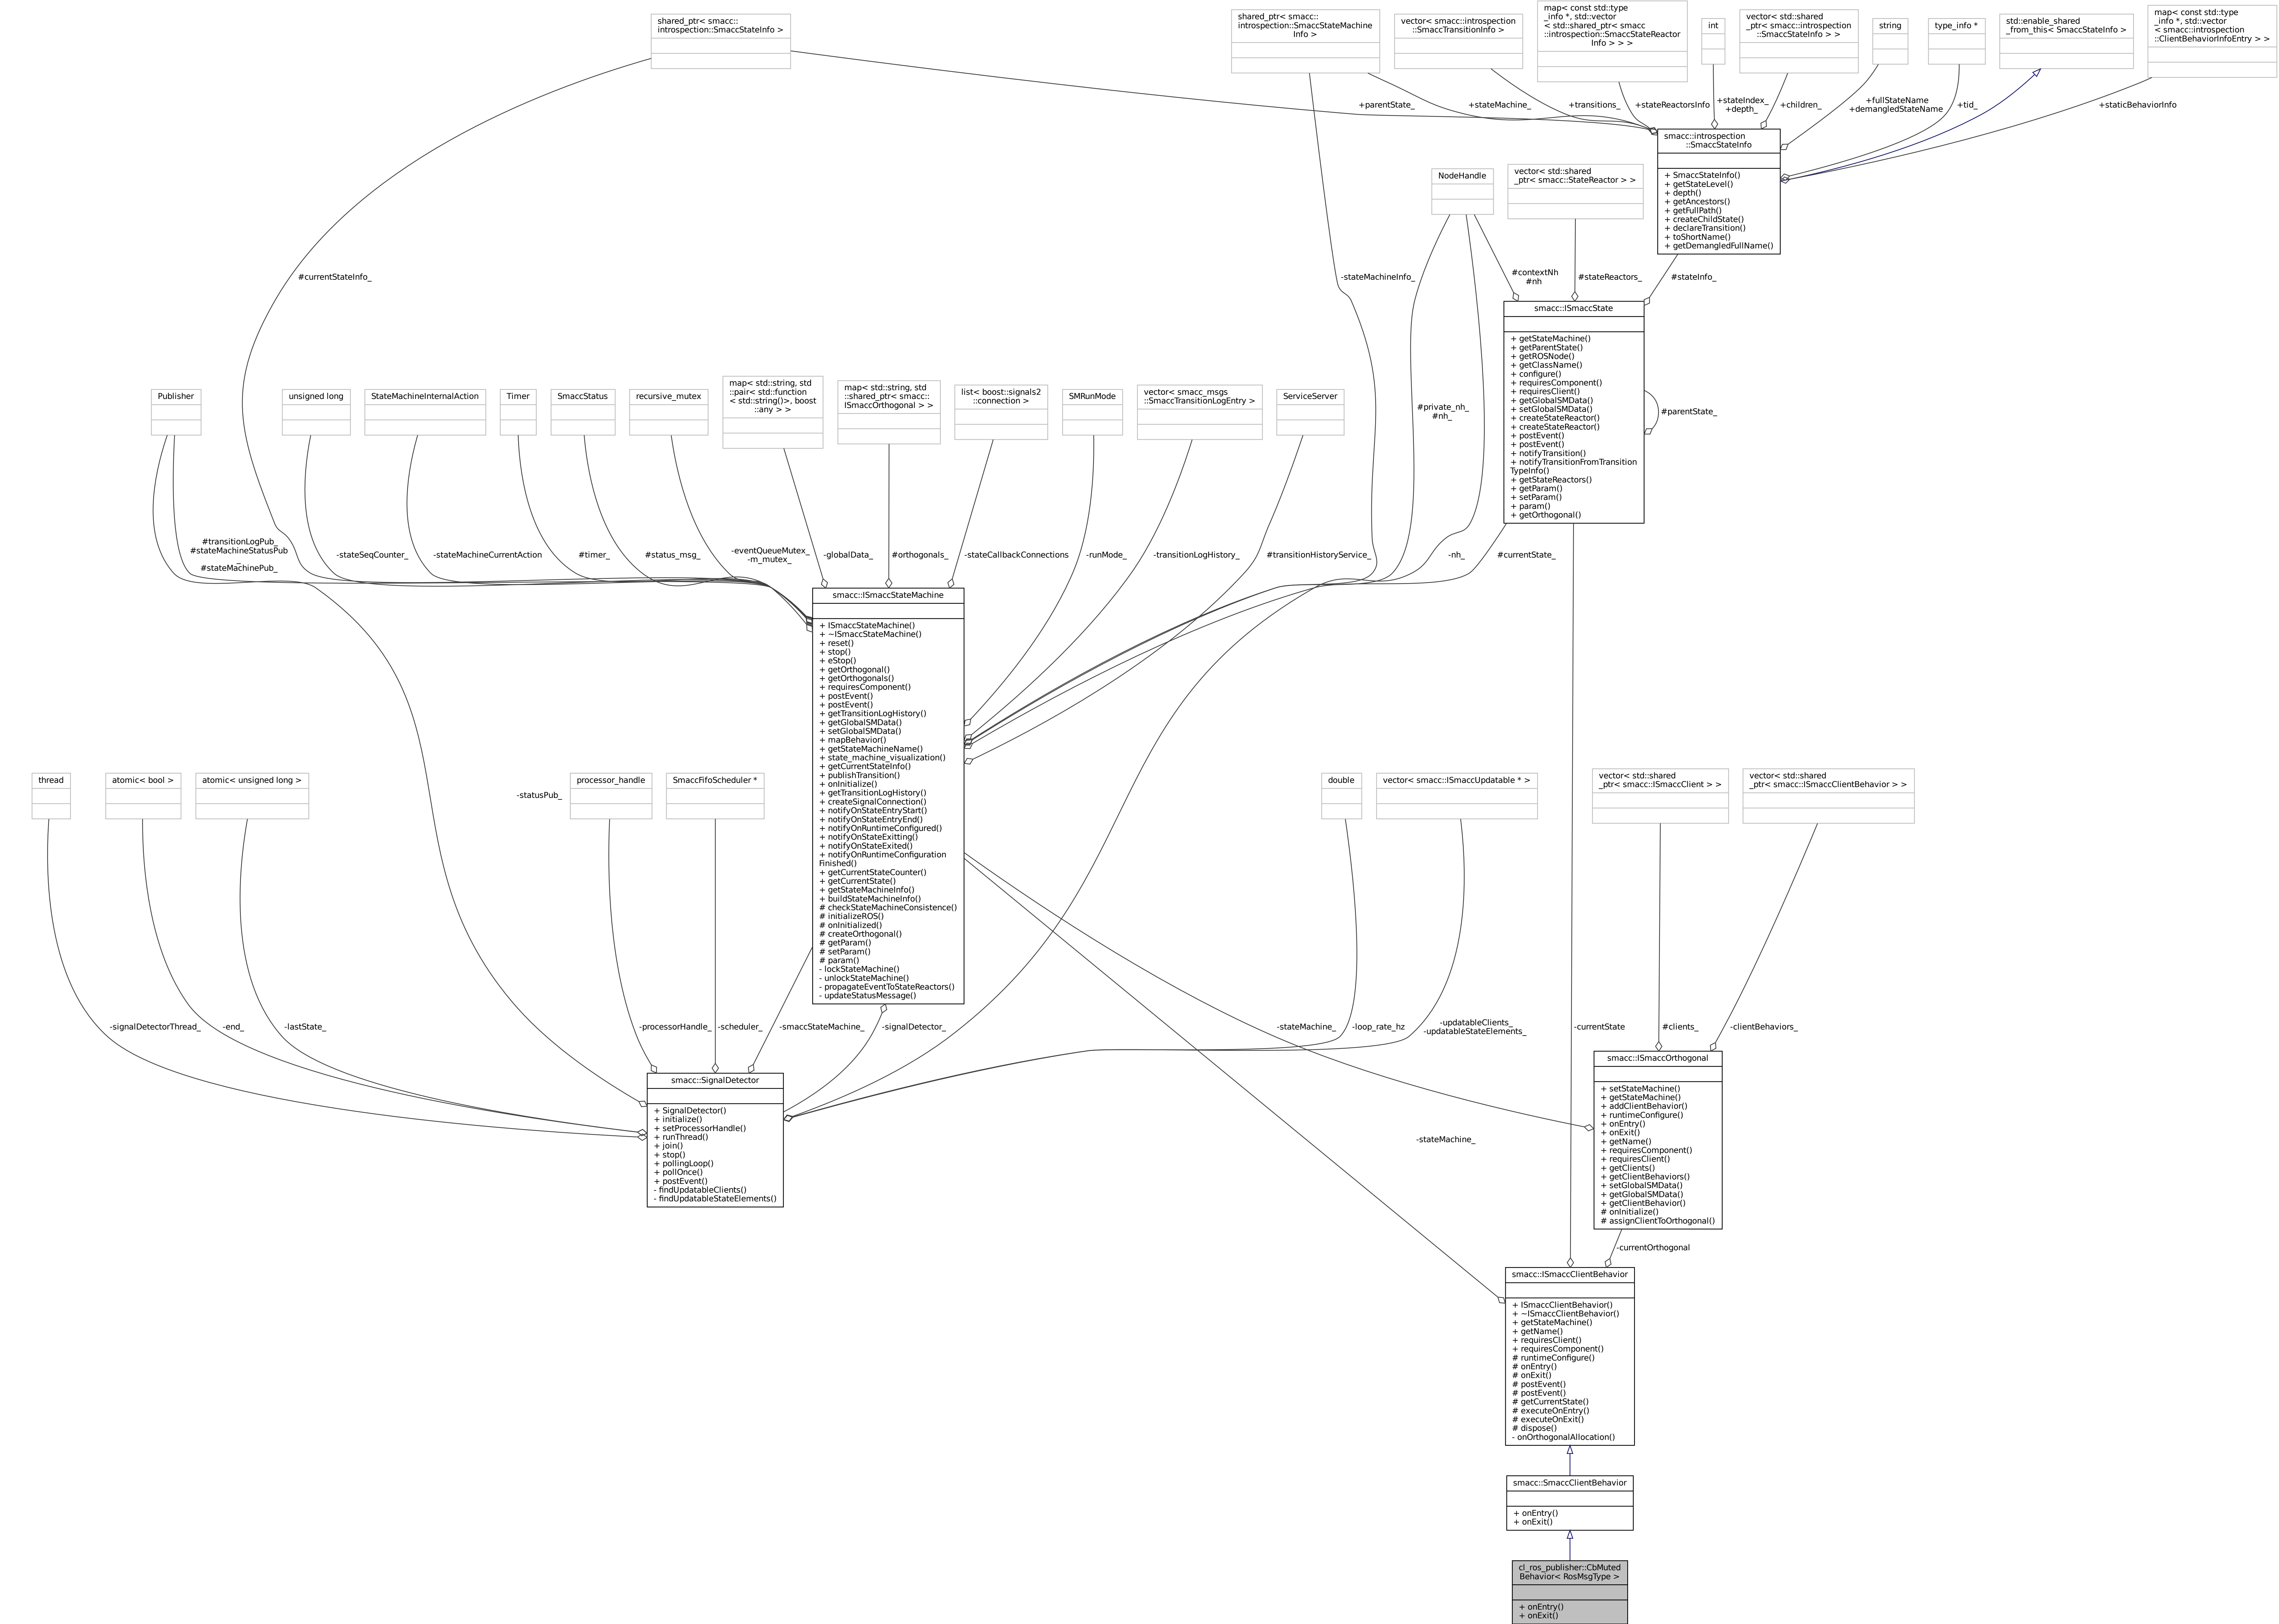 shared_ptr< smacc::
introspection::SmaccStateInfo >
shared_ptr< smacc::
introspection::SmaccStateMachine
Info >
vector< smacc::introspection
::SmaccTransitionInfo >
map< const std::type
_info *, std::vector
< std::shared_ptr< smacc
::introspection::SmaccStateReactor
Info > > >
int
vector< std::shared
_ptr< smacc::introspection
::SmaccStateInfo > >
string
type_info *
std::enable_shared
_from_this< SmaccStateInfo >
map< const std::type
_info *, std::vector
< smacc::introspection
::ClientBehaviorInfoEntry > >
+parentState_
+stateMachine_
+transitions_
+stateReactorsInfo
+stateIndex_
+depth_
+children_
+fullStateName
+demangledStateName
+tid_
+staticBehaviorInfo
smacc::introspection
::SmaccStateInfo
+ SmaccStateInfo()
+ getStateLevel()
+ depth()
+ getAncestors()
+ getFullPath()
+ createChildState()
+ declareTransition()
+ toShortName()
+ getDemangledFullName()
NodeHandle
vector< std::shared
_ptr< smacc::StateReactor > >
#currentStateInfo_
-stateMachineInfo_
#contextNh
#nh
#stateReactors_
#stateInfo_
smacc::ISmaccState
+ getStateMachine()
+ getParentState()
+ getROSNode()
+ getClassName()
+ configure()
+ requiresComponent()
+ requiresClient()
+ getGlobalSMData()
+ setGlobalSMData()
+ createStateReactor()
+ createStateReactor()
+ postEvent()
+ postEvent()
+ notifyTransition()
+ notifyTransitionFromTransition
TypeInfo()
+ getStateReactors()
+ getParam()
+ setParam()
+ param()
+ getOrthogonal()
#parentState_
Publisher
unsigned long
StateMachineInternalAction
Timer
SmaccStatus
recursive_mutex
map< std::string, std
::pair< std::function
< std::string()>, boost
::any > >
map< std::string, std
::shared_ptr< smacc::
ISmaccOrthogonal > >
list< boost::signals2
::connection >
SMRunMode
vector< smacc_msgs
::SmaccTransitionLogEntry >
ServiceServer
#private_nh_
#nh_
#transitionLogPub_
#stateMachineStatusPub
_
#stateMachinePub_
-stateSeqCounter_
-stateMachineCurrentAction
#timer_
#status_msg_
-eventQueueMutex_
-m_mutex_
-globalData_
#orthogonals_
-stateCallbackConnections
-runMode_
-transitionLogHistory_
#transitionHistoryService_
-nh_
#currentState_
smacc::ISmaccStateMachine
+ ISmaccStateMachine()
+ ~ISmaccStateMachine()
+ reset()
+ stop()
+ eStop()
+ getOrthogonal()
+ getOrthogonals()
+ requiresComponent()
+ postEvent()
+ postEvent()
+ getTransitionLogHistory()
+ getGlobalSMData()
+ setGlobalSMData()
+ mapBehavior()
+ getStateMachineName()
+ state_machine_visualization()
+ getCurrentStateInfo()
+ publishTransition()
+ onInitialize()
+ getTransitionLogHistory()
+ createSignalConnection()
+ notifyOnStateEntryStart()
+ notifyOnStateEntryEnd()
+ notifyOnRuntimeConfigured()
+ notifyOnStateExitting()
+ notifyOnStateExited()
+ notifyOnRuntimeConfiguration
Finished()
+ getCurrentStateCounter()
+ getCurrentState()
+ getStateMachineInfo()
+ buildStateMachineInfo()
# checkStateMachineConsistence()
# initializeROS()
# onInitialized()
# createOrthogonal()
# getParam()
# setParam()
# param()
- lockStateMachine()
- unlockStateMachine()
- propagateEventToStateReactors()
- updateStatusMessage()
thread
atomic< bool >
atomic< unsigned long >
-statusPub_
processor_handle
SmaccFifoScheduler *
double
vector< smacc::ISmaccUpdatable * >
vector< std::shared
_ptr< smacc::ISmaccClient > >
vector< std::shared
_ptr< smacc::ISmaccClientBehavior > >
-signalDetectorThread_
-end_
-lastState_
-processorHandle_
-scheduler_
-smaccStateMachine_
-signalDetector_
-stateMachine_
-loop_rate_hz
-updatableClients_
-updatableStateElements_
-currentState
#clients_
-clientBehaviors_
smacc::SignalDetector
+ SignalDetector()
+ initialize()
+ setProcessorHandle()
+ runThread()
+ join()
+ stop()
+ pollingLoop()
+ pollOnce()
+ postEvent()
- findUpdatableClients()
- findUpdatableStateElements()
smacc::ISmaccOrthogonal
+ setStateMachine()
+ getStateMachine()
+ addClientBehavior()
+ runtimeConfigure()
+ onEntry()
+ onExit()
+ getName()
+ requiresComponent()
+ requiresClient()
+ getClients()
+ getClientBehaviors()
+ setGlobalSMData()
+ getGlobalSMData()
+ getClientBehavior()
# onInitialize()
# assignClientToOrthogonal()
-stateMachine_
-currentOrthogonal
smacc::ISmaccClientBehavior
+ ISmaccClientBehavior()
+ ~ISmaccClientBehavior()
+ getStateMachine()
+ getName()
+ requiresClient()
+ requiresComponent()
# runtimeConfigure()
# onEntry()
# onExit()
# postEvent()
# postEvent()
# getCurrentState()
# executeOnEntry()
# executeOnExit()
# dispose()
- onOrthogonalAllocation()
smacc::SmaccClientBehavior
+ onEntry()
+ onExit()
cl_ros_publisher::CbMuted
Behavior< RosMsgType >
+ onEntry()
+ onExit()